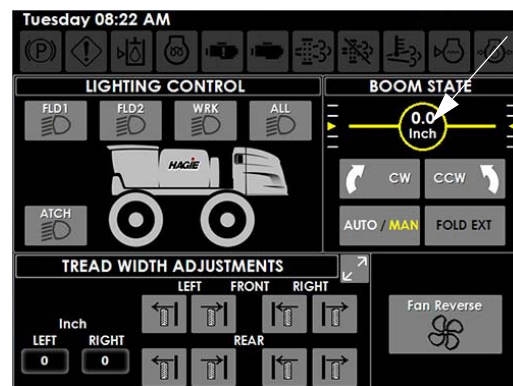 Tuesday 08:22 AM
(P)
LIGHTING CONTROL
FLD1 FLD2 WRK ALL
HAGIE
ATCH
BOOM STATE
0.0
Inch
CW CCW
AUTO / MAN FOLD EXT
TREAD WIDTH ADJUSTMENTS
LEFT FRONT RIGHT
Inch
LEFT RIGHT
REAR
0 0
Fan Reverse